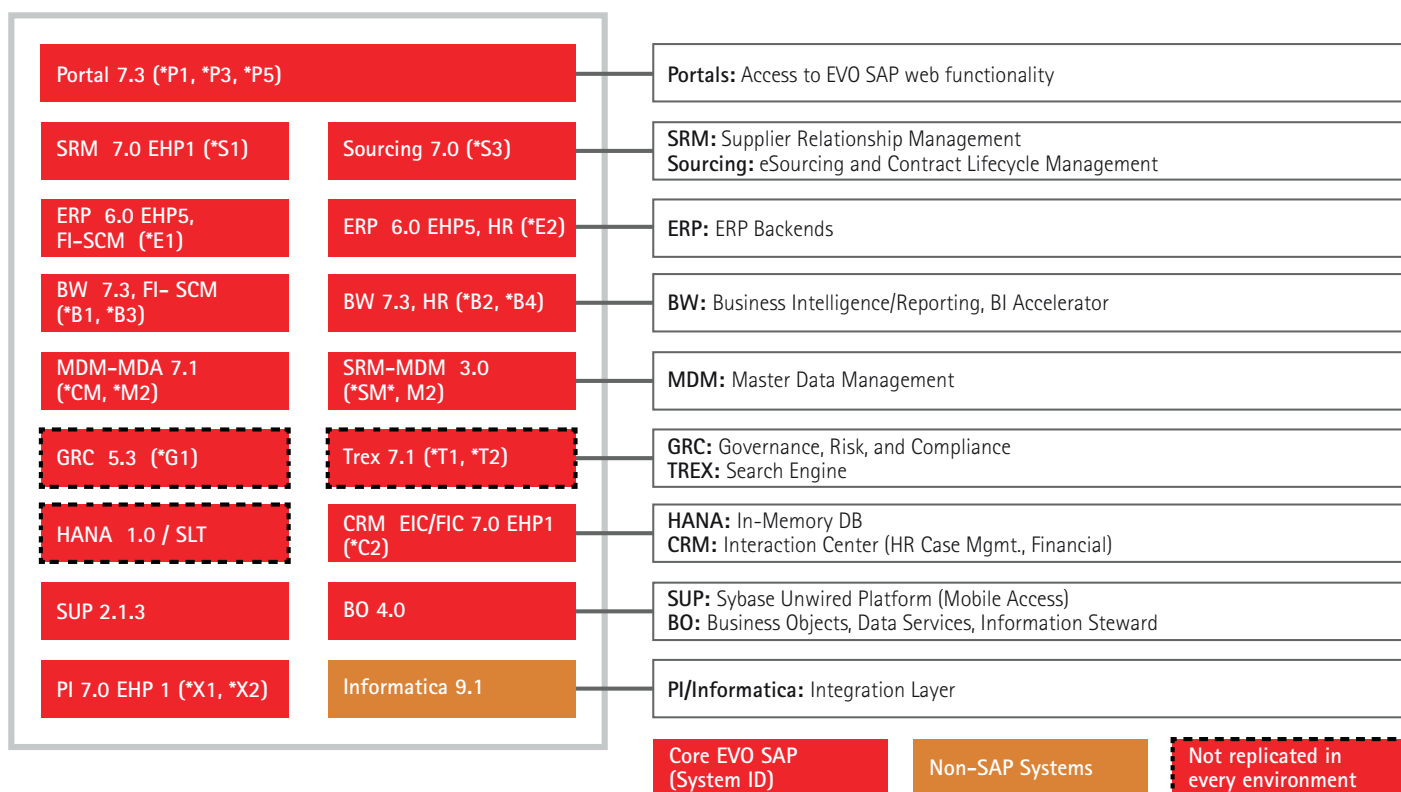 Portal 7.3 (*P1, *P3, *P5)
Portals: Access to EVO SAP web functionality
SRM 7.0 EHP1 (*S1)
Sourcing 7.0 (*S3)
SRM: Supplier Relationship Management
Sourcing: eSourcing and Contract Lifecycle Management
ERP 6.0 EHP5,
FI-SCM (*E1)
ERP 6.0 EHP5, HR (*E2)
ERP: ERP Backends
BW 7.3, FI- SCM
(*B1, *B3)
BW 7.3, HR (*B2, *B4)
BW: Business Intelligence/Reporting, BI Accelerator
MDM-MDA 7.1
(*CM, *M2)
SRM-MDM 3.0
(*SM*, M2)
MDM: Master Data Management
GRC 5.3 (*G1)
Trex 7.1 (*T1, *T2)
GRC: Governance, Risk, and Compliance
TREX: Search Engine
HANA 1.0 / SLT
CRM EIC/FIC 7.0 EHP1
(*C2)
HANA: In-Memory DB
CRM: Interaction Center (HR Case Mgmt., Financial)
SUP 2.1.3
BO 4.0
SUP: Sybase Unwired Platform (Mobile Access)
BO: Business Objects, Data Services, Information Steward
PI 7.0 EHP 1 (*X1, *X2)
Informatica 9.1
PI/Informatica: Integration Layer
Core EVO SAP
(System ID)
Non-SAP Systems
Not replicated in
every environment